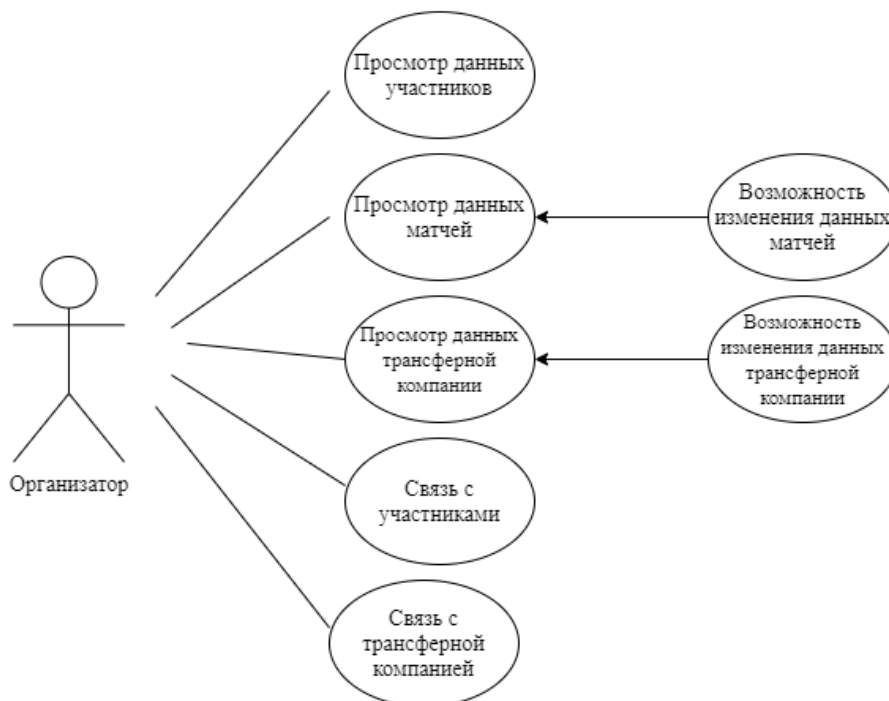 Просмотр данных
участников
Просмотр данных
матчей
Возможность
изменения данных
матчей
Просмотр данных
трансферной
компании
Возможность
изменения данных
трансферной
компании
Организатор
Связь с
участниками
Связь с
трансферной
компанией